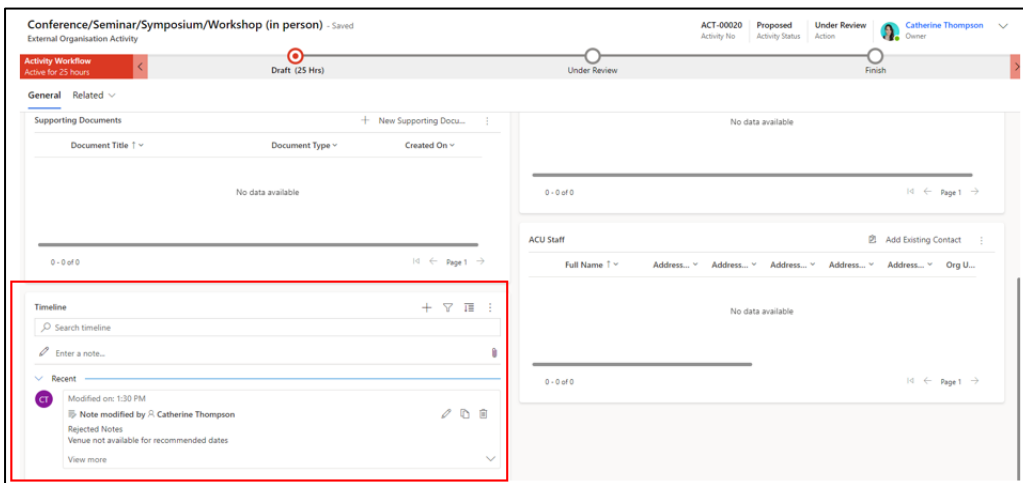 Conference/Seminar/Symposium/Workshop (in person) - Saved
External Organisation Activity
ACT-00020
Activity No
Proposed
Activity Status
Under Review
Action
Catherine Thompson
Owner
Activity Workflow
Active for 25 hours
Draft (25 Hrs)
Under Review
Finish
General Related
Supporting Documents
New Supporting Docu...
Document Title Document Type Created On
No data available
0 - 0 of 0
Page 1
Timeline
Search timeline
Enter a note...
Recent
CT
Modified on: 1:30 PM
Note modified by Catherine Thompson
Rejected Notes
Venue not available for recommended dates
View more
No data available
0 - 0 of 0
Page 1
ACU Staff
Add Existing Contact
Full Name Address... Address... Address... Address... Address... Org U...
No data available
0 - 0 of 0
Page 1